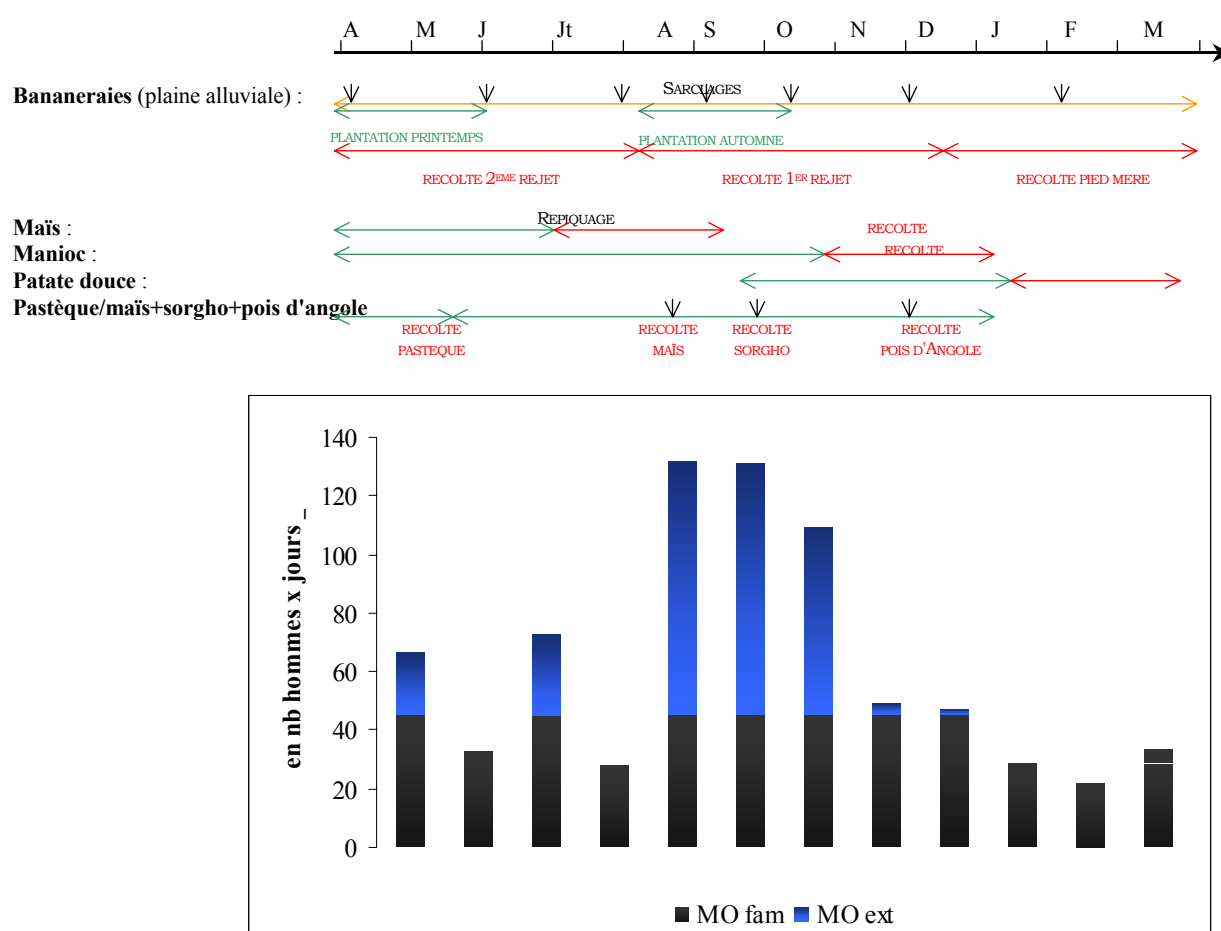 A M J Jt A S O N D J F M
Bananeraies (plaine alluviale) :
SARCLAGES
PLANTATION PRINTEMPS PLANTATION AUTOMNE
RECOLTE 2EME REJET RECOLTE 1ER REJET RECOLTE PIED MERE
Maïs : REPIQUAGE RECOLTE
Manioc : RECOLTE
Patate douce :
Pastèque/maïs+sorgho+pois d'angole
RECOLTE RECOLTE RECOLTE RECOLTE
PASTEQUE MAÏS SORGHO POIS D'ANGOLE
en nb hommes x jours _
140
120
100
80
60
40
20
0
MO fam MO ext